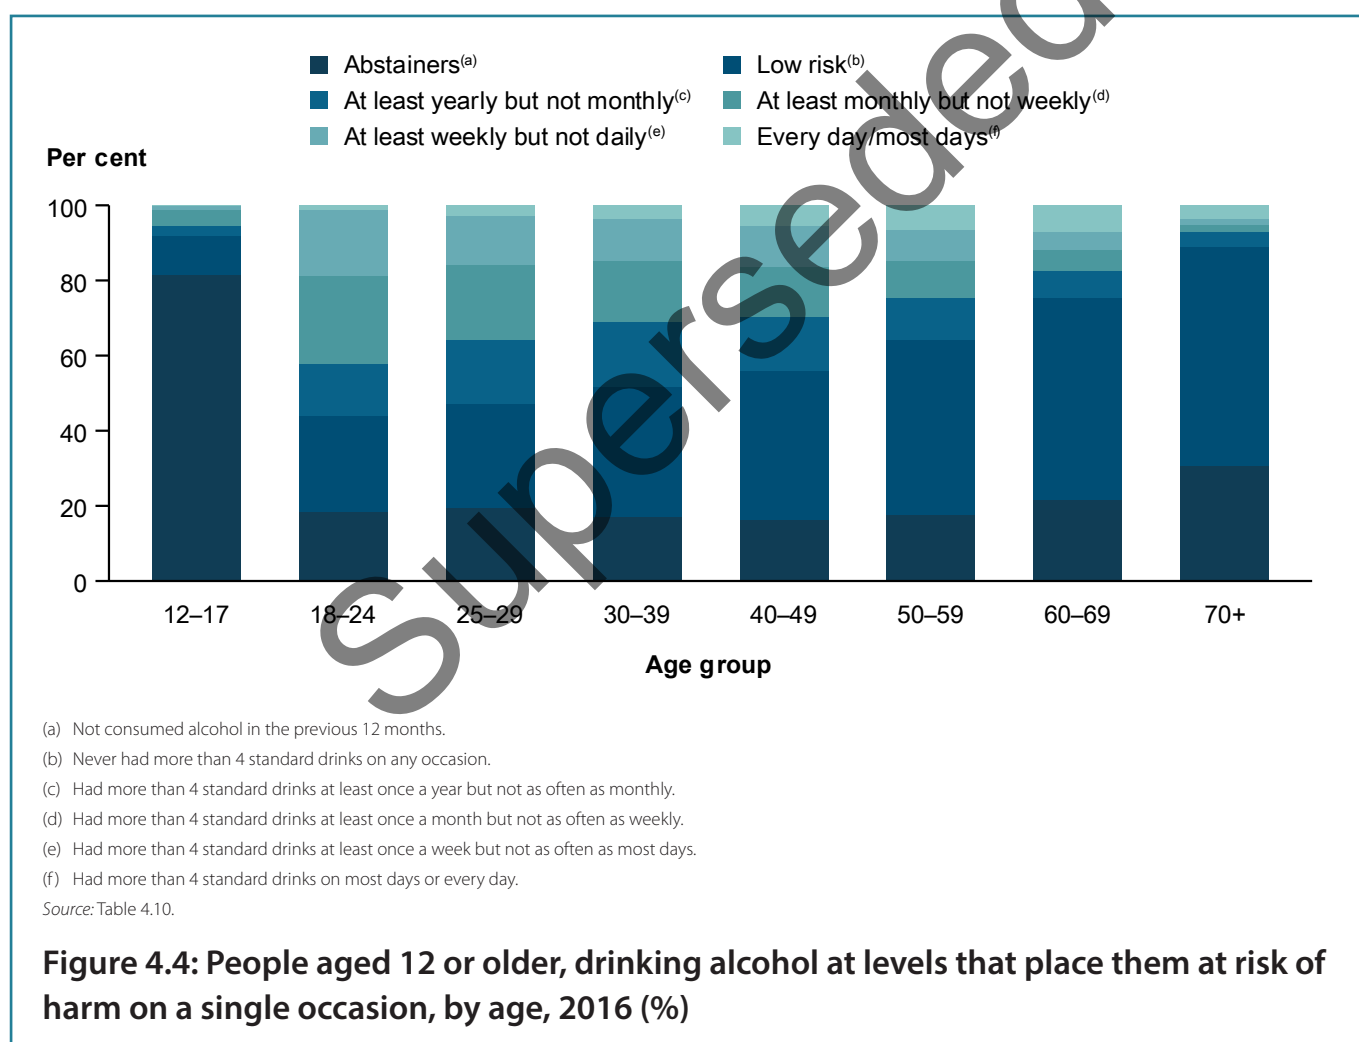 Abstainers(a)
Low risk(b)
At least yearly but not monthly(c)
At least monthly but not weekly(d)
At least weekly but not daily(e)
Every day/most days(f)
Per cent
100
80
60
40
20
0
12–17 18–24 25–29 30–39 40–49 50–59 60–69 70+
Age group
Superseded
(a) Not consumed alcohol in the previous 12 months.
(b) Never had more than 4 standard drinks on any occasion.
(c) Had more than 4 standard drinks at least once a year but not as often as monthly.
(d) Had more than 4 standard drinks at least once a month but not as often as weekly.
(e) Had more than 4 standard drinks at least once a week but not as often as most days.
(f) Had more than 4 standard drinks on most days or every day.
Source: Table 4.10.
Figure 4.4: People aged 12 or older, drinking alcohol at levels that place them at risk of
harm on a single occasion, by age, 2016 (%)